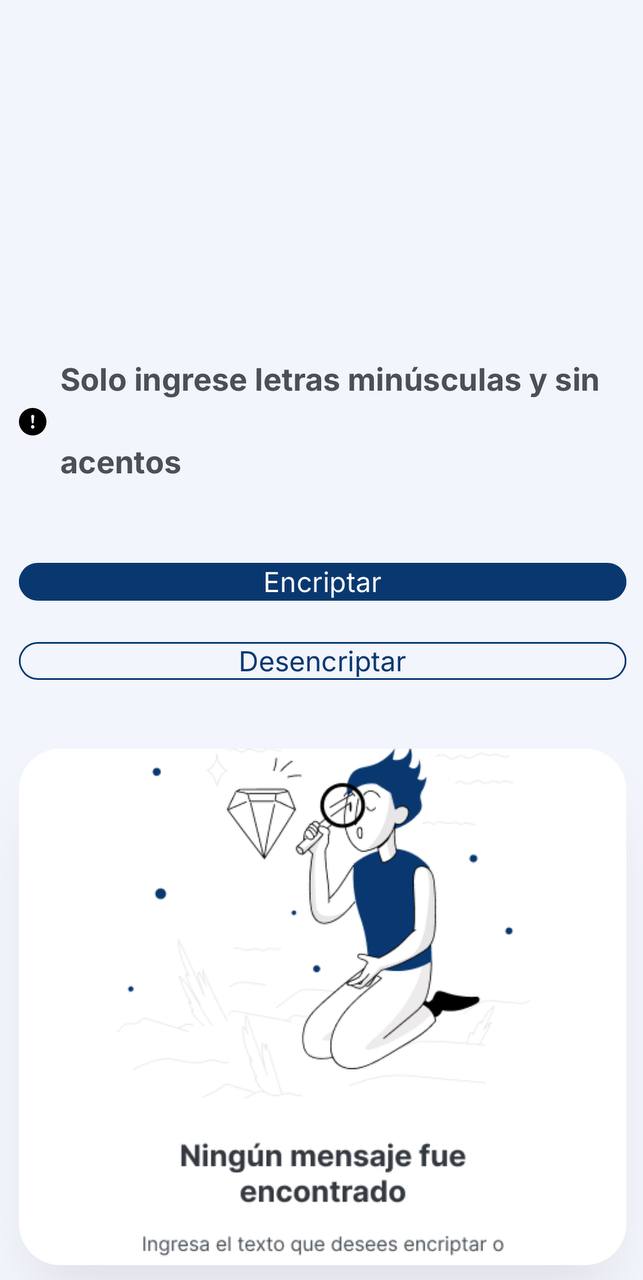 Solo ingrese letras minúsculas y sin
acentos
Encriptar
Desencriptar
Ningún mensaje fue
encontrado
Ingresa el texto que desees encriptar o